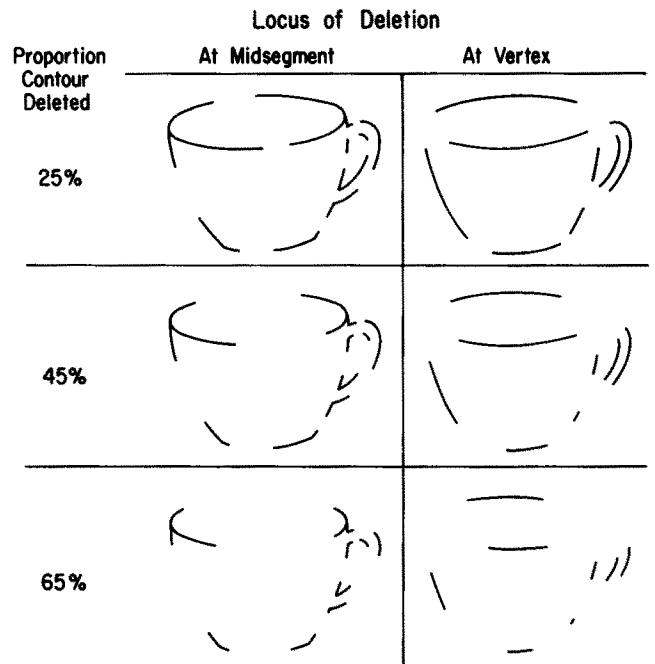 Locus of Deletion
Proportion
Contour
Deleted
At Midsegment
At Vertex
25%
45%
65%